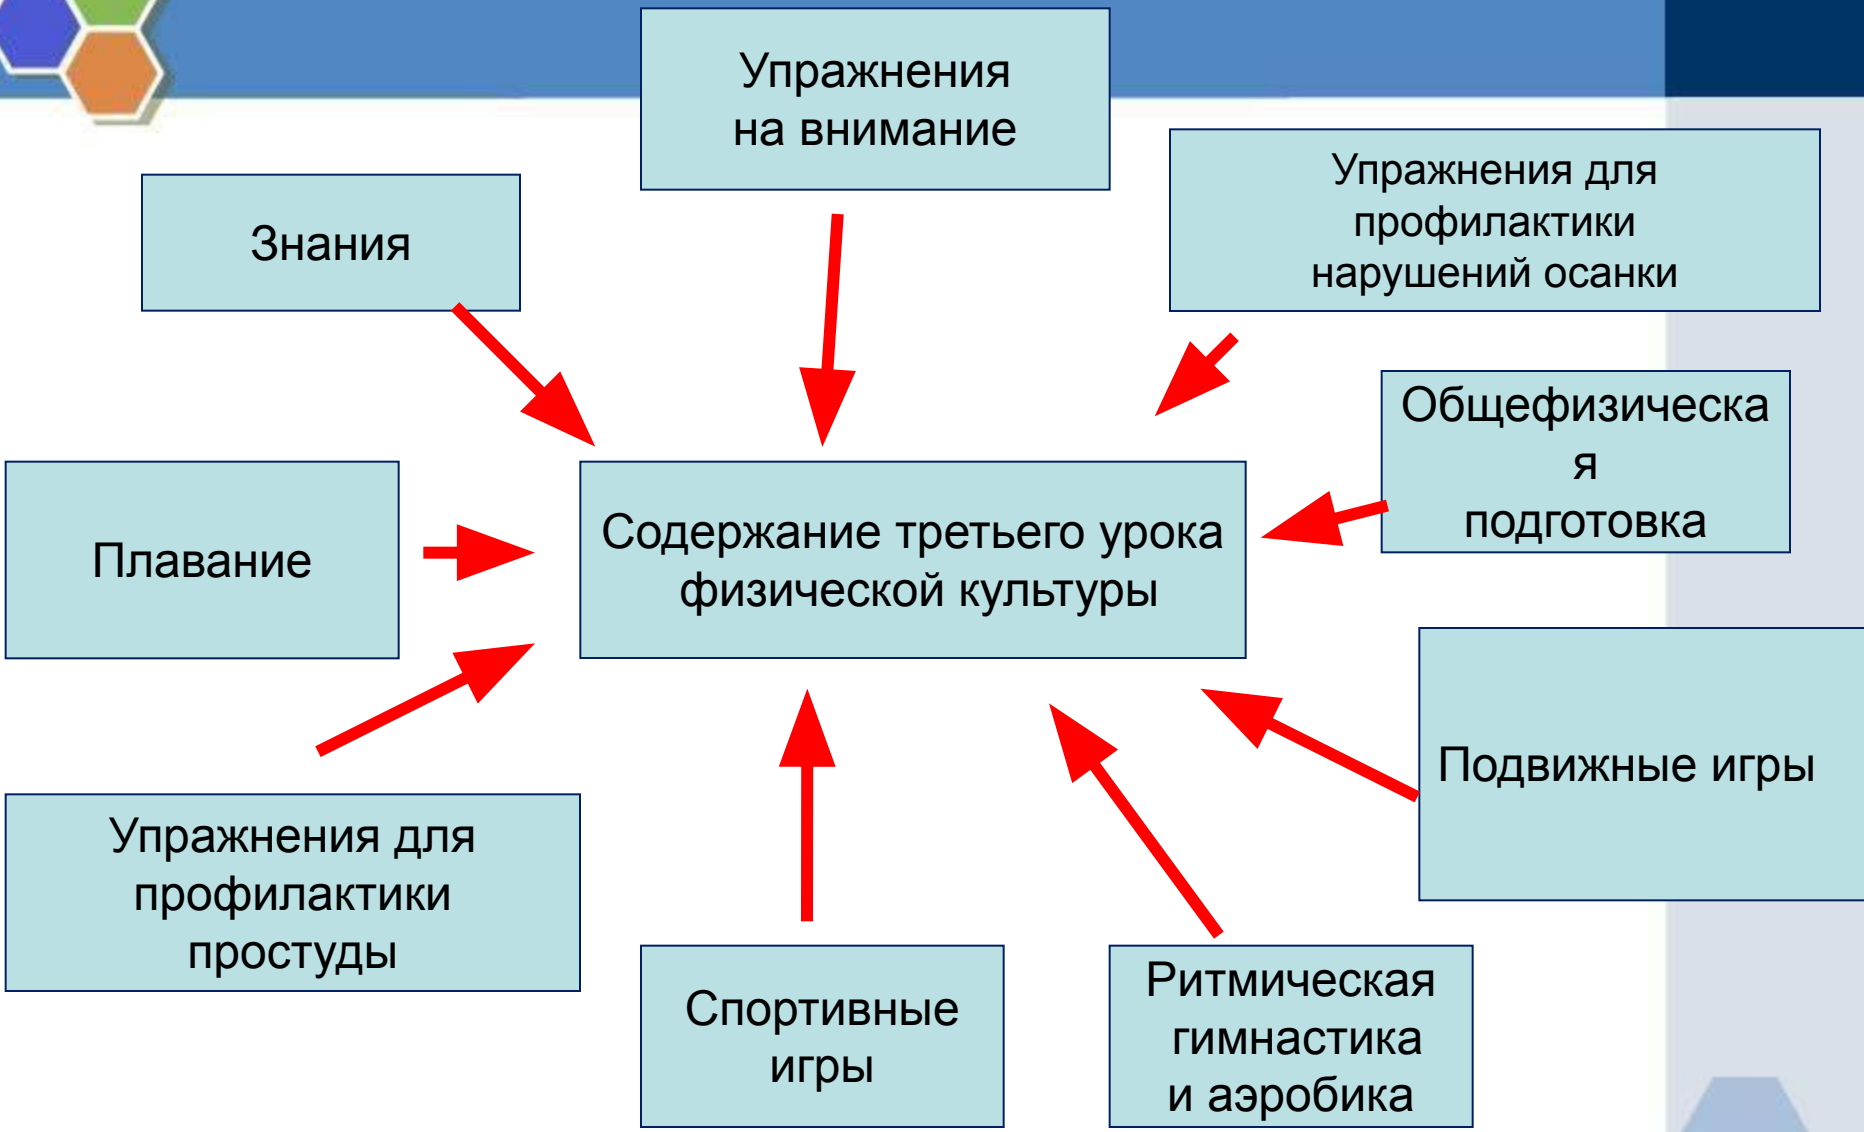 Упражнения
на внимание
Упражнения для
профилактики
нарушений осанки
Знания
Общефизическа
я
подготовка
Содержание третьего урока
физической культуры
Плавание
Подвижные игры
Упражнения для
профилактики
простуды
Спортивные
игры
Ритмическая
гимнастика
и аэробика